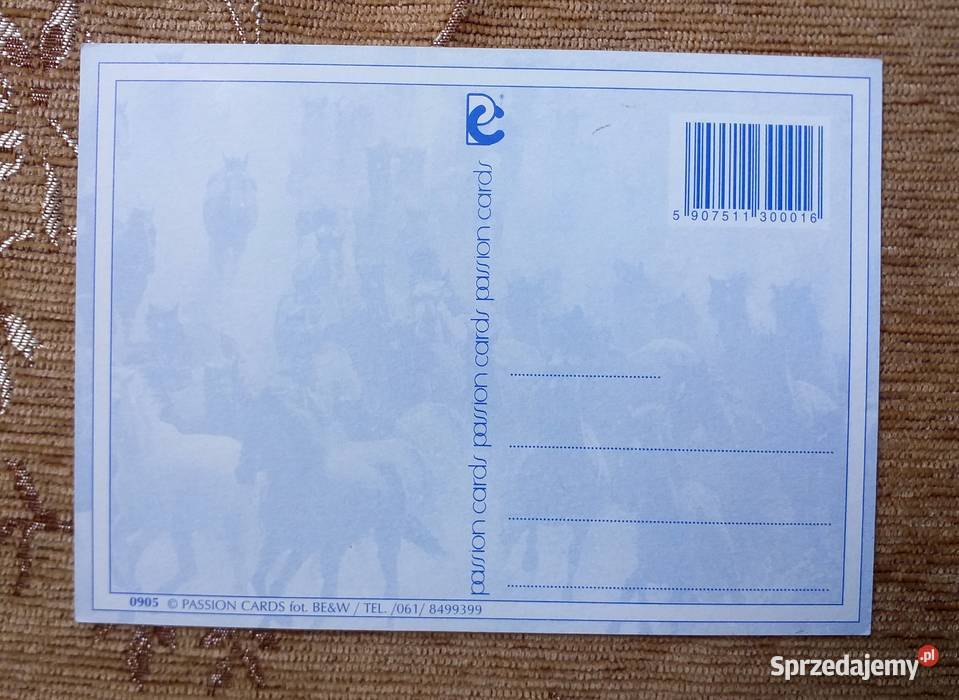 passion cards passion cards passion cards
5 907511 300016
0905 © PASSION CARDS fot. BE&W / TEL. /061/ 8499399
Sprzedajemy.pl